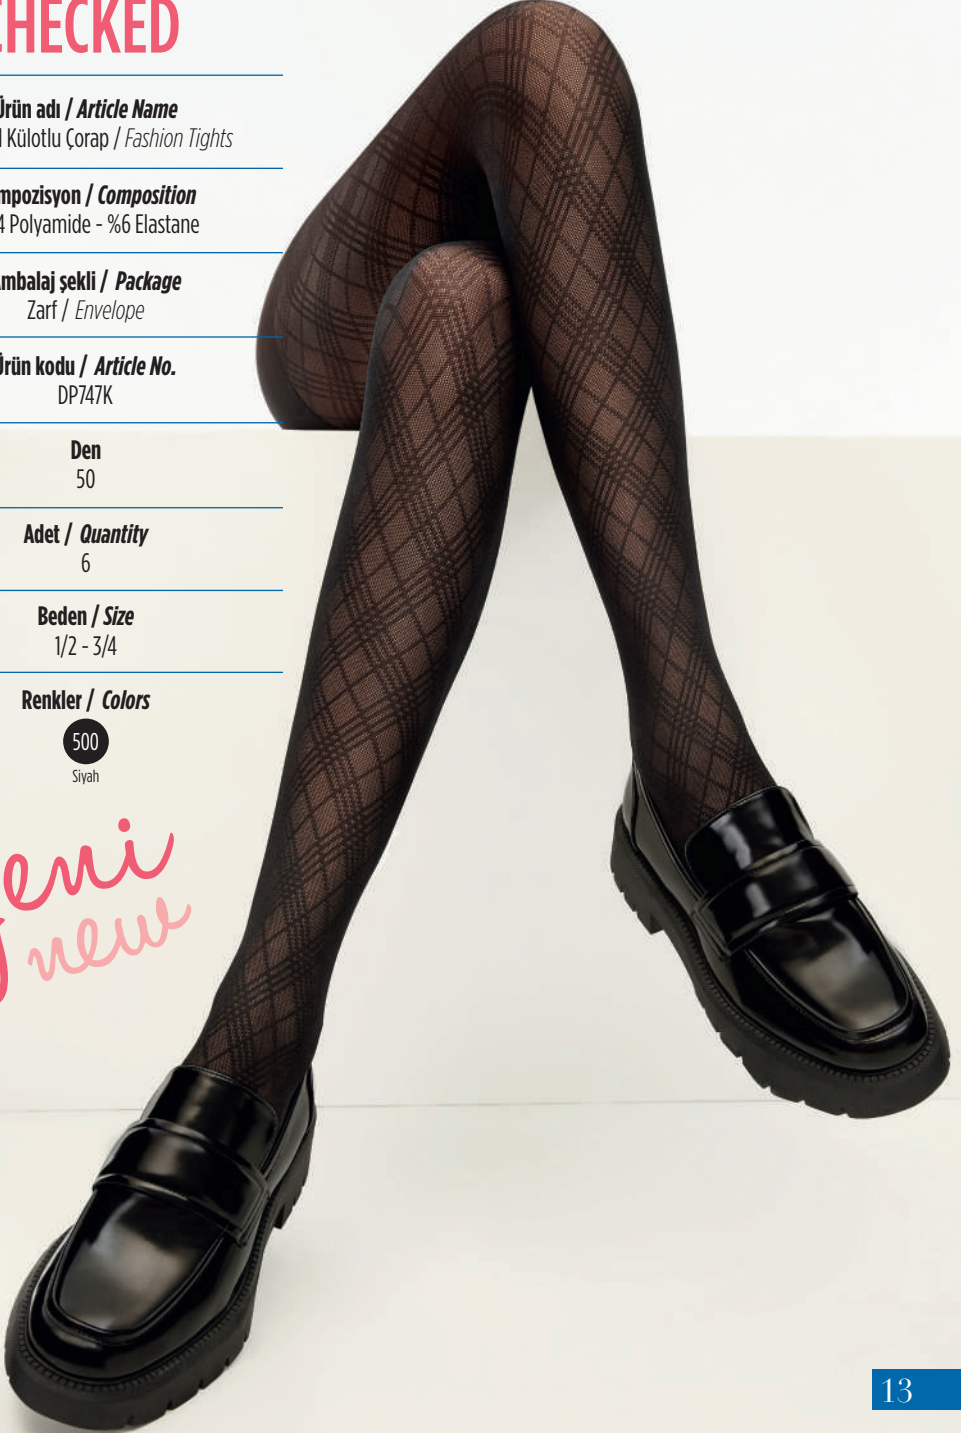 CHECKED
Ürün adı / Article Name
Külotlu Çorap / Fashion Tights
mpozisyon / Composition
4 Polyamide - %6 Elastane
mbalaj şekli / Package
Zarf / Envelope
Ürün kodu / Article No.
DP747K
Den
50
Adet / Quantity
6
Beden / Size
1/2 - 3/4
Renkler / Colors
500
Siyah
yeni
new
13